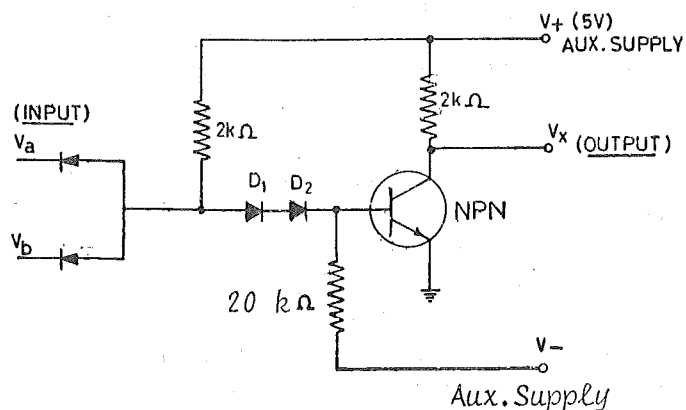 V+ (5V)
AUX. SUPPLY
(INPUT)
2kΩ
2kΩ
Va
Vx (OUTPUT)
D1 D2
NPN
Vb
20 kΩ
V-
Aux. Supply